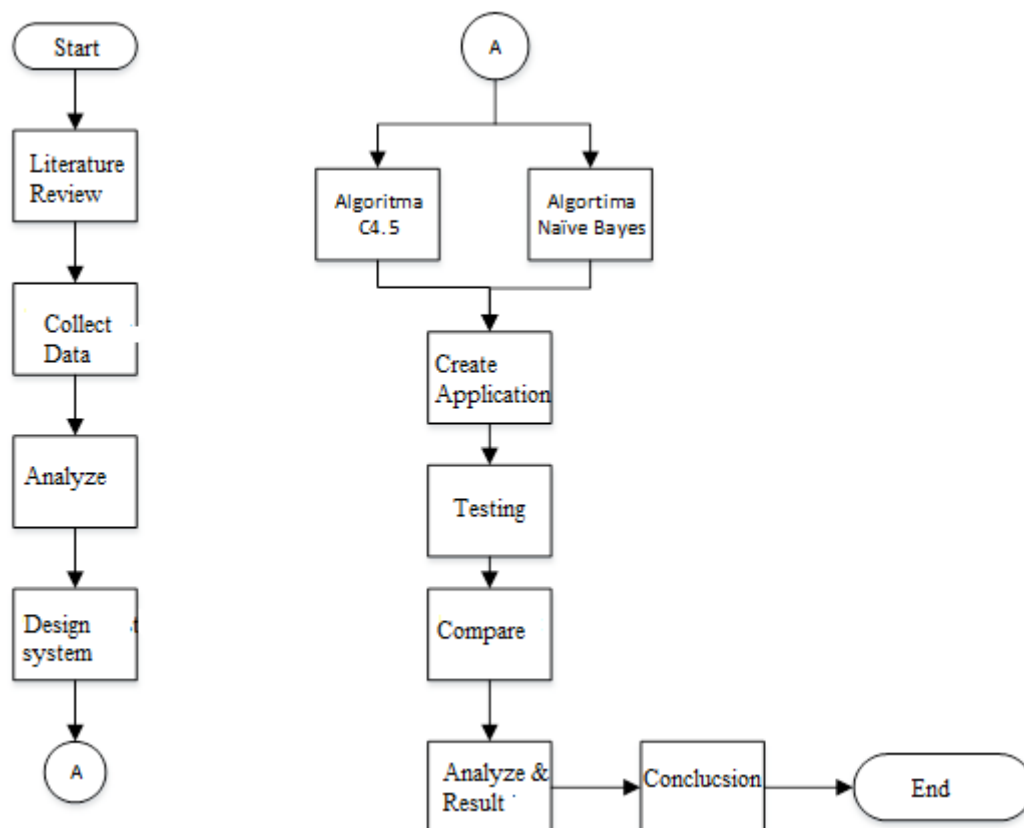 Start
Literature
Review
Collect
Data
Analyze
Design
system
A
A
Algoritma
C4.5
Algortima
Naïve Bayes
Create
Application
Testing
Compare
Analyze &
Result
Conclucsion
End